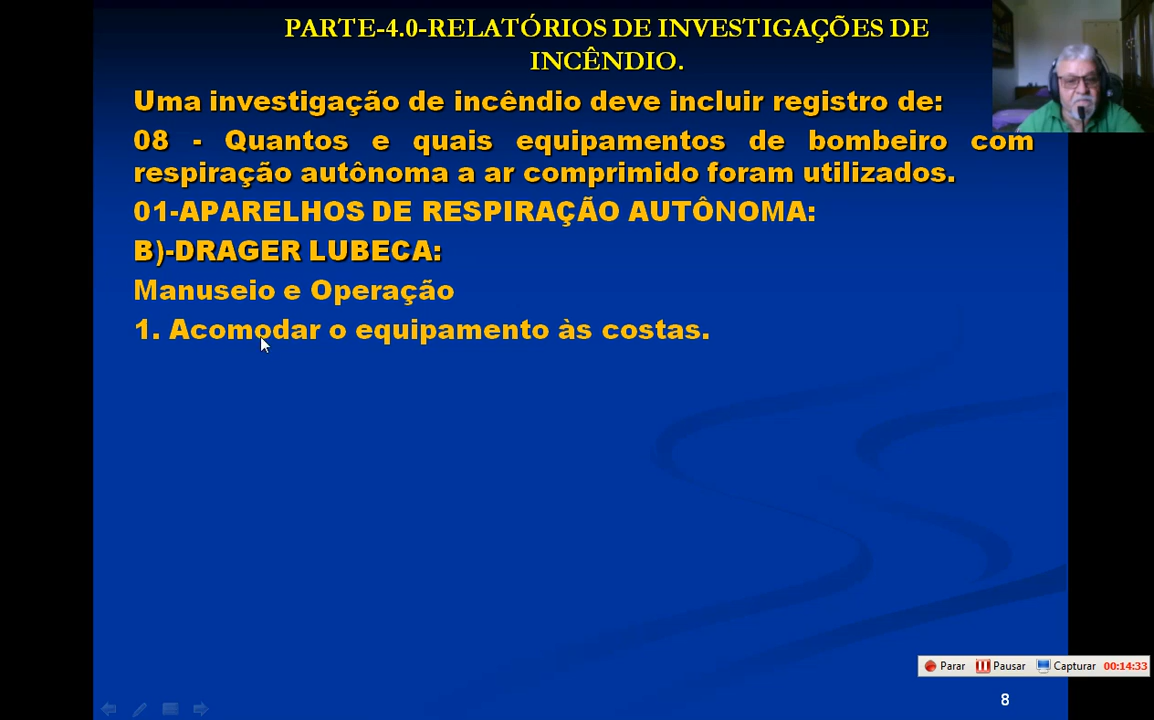 PARTE-4.0-RELATÓRIOS DE INVESTIGAÇÕES DE
INCÊNDIO.
Uma investigação de incêndio deve incluir registro de:
08 - Quantos e quais equipamentos de bombeiro com
respiração autônoma a ar comprimido foram utilizados.
01-APARELHOS DE RESPIRAÇÃO AUTÔNOMA:
B)-DRAGER LUBECA:
Manuseio e Operação
1. Acomodar o equipamento às costas.
Parar Pausar Capturar 00:14:33
8